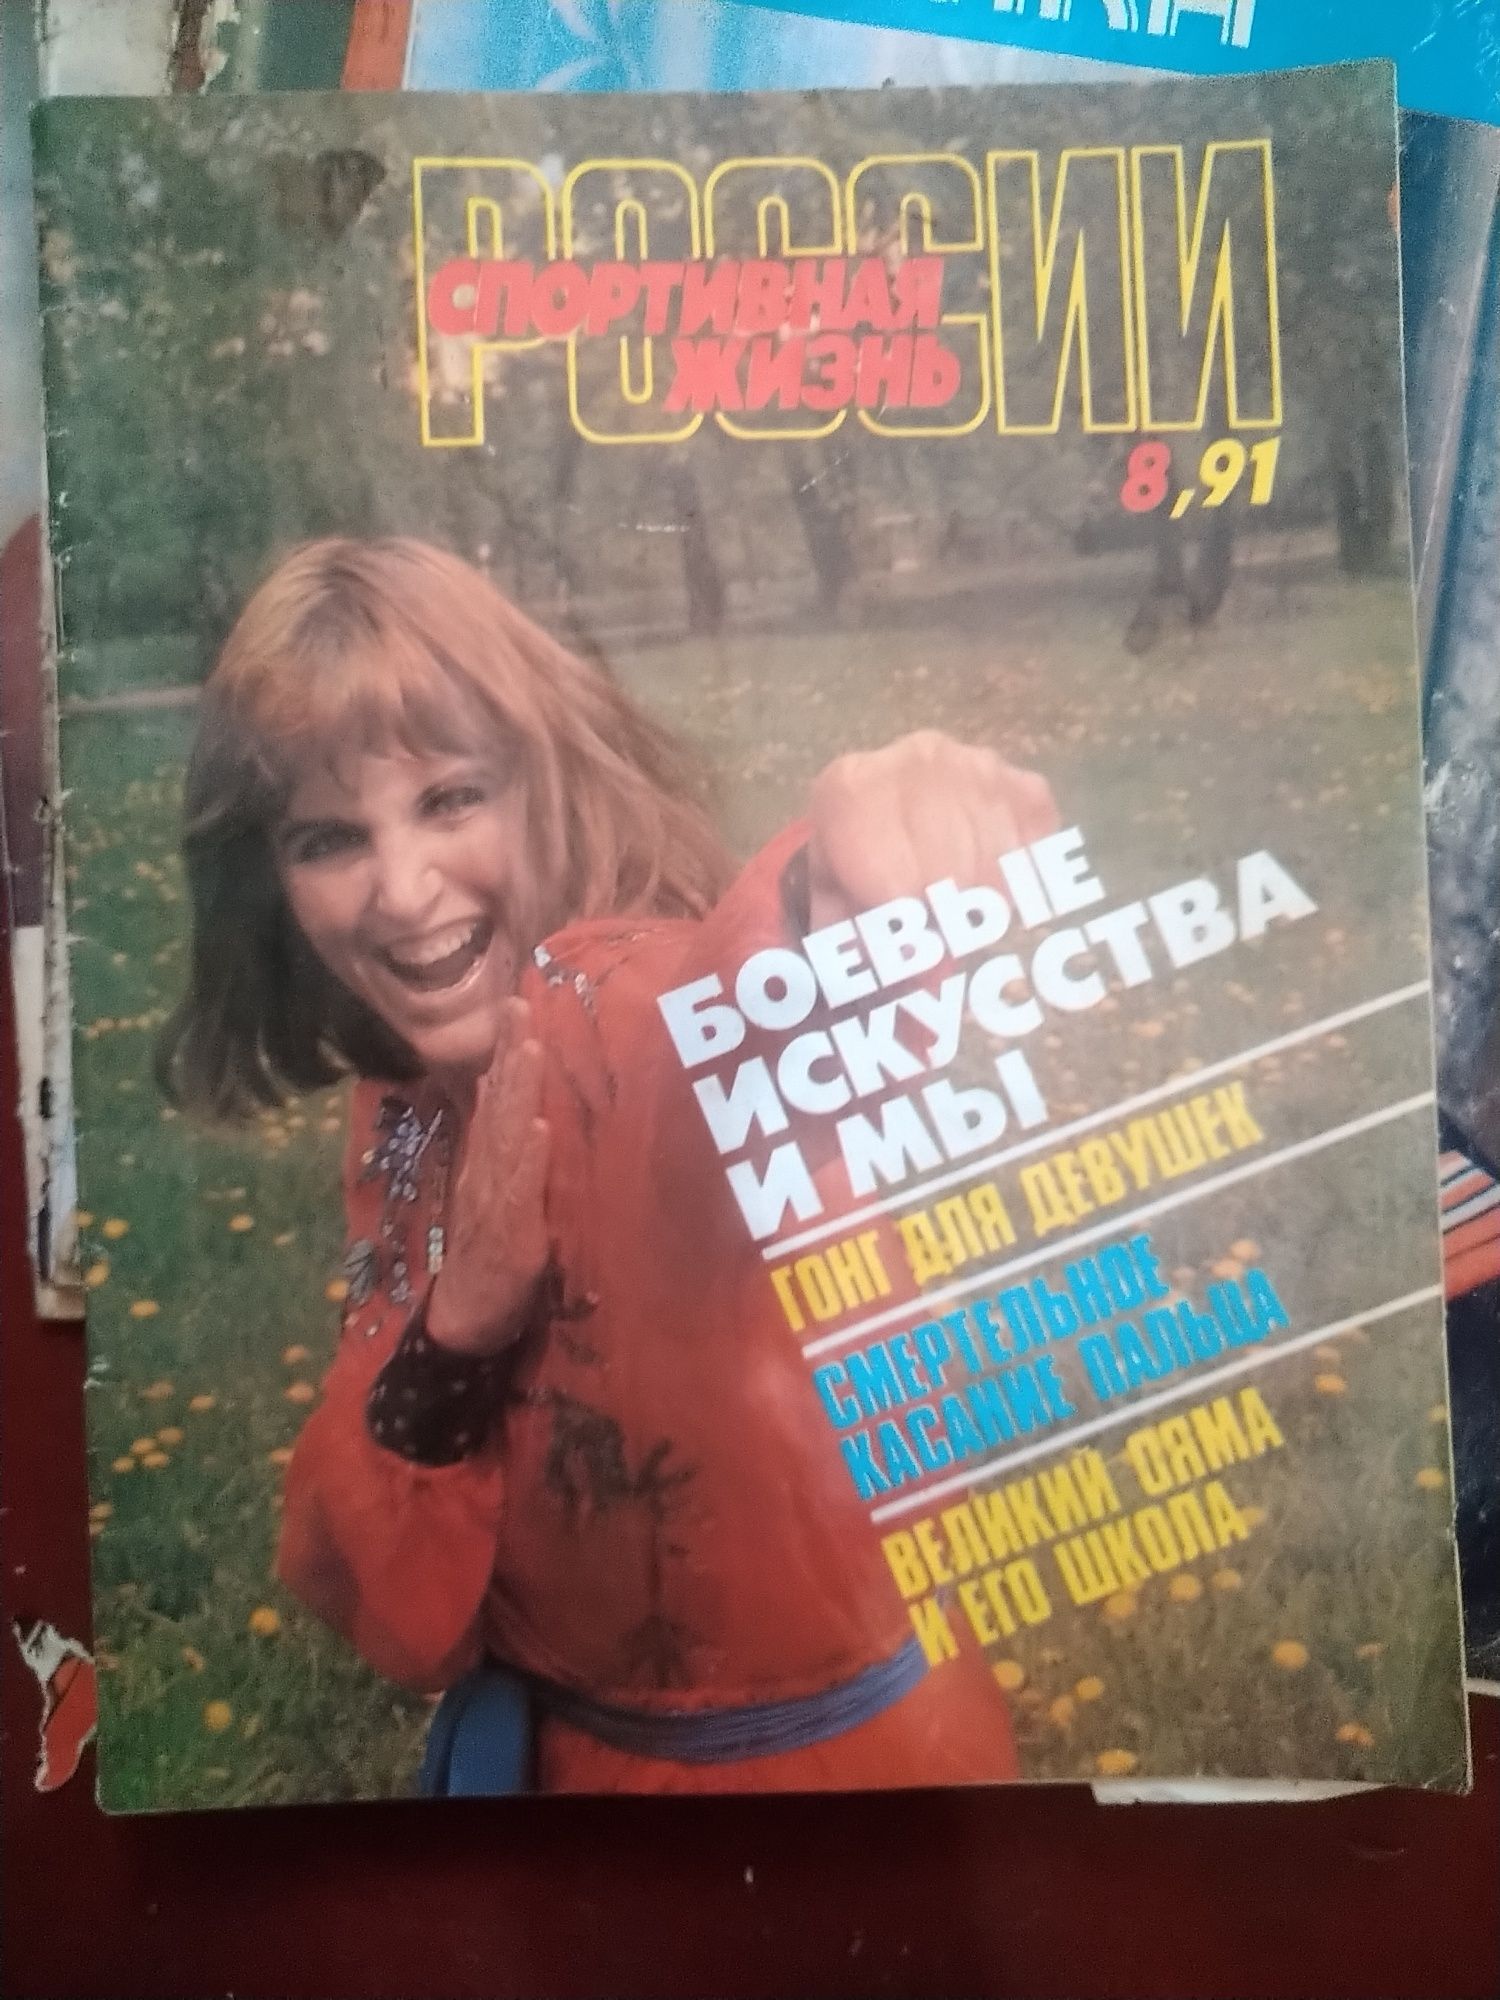 РОССИИ
СПОРТИВНАЯ
ЖИЗНЬ
8,91
БОЕВЫЕ
ИСКУССТВА
И МЫ
ГОНГ ДЛЯ ДЕВУШЕК
СМЕРТЕЛЬНОЕ
КАСАНИЕ ПАЛЬЦА
ВЕЛИКИЙ ОЯМА
И ЕГО ШКОЛА